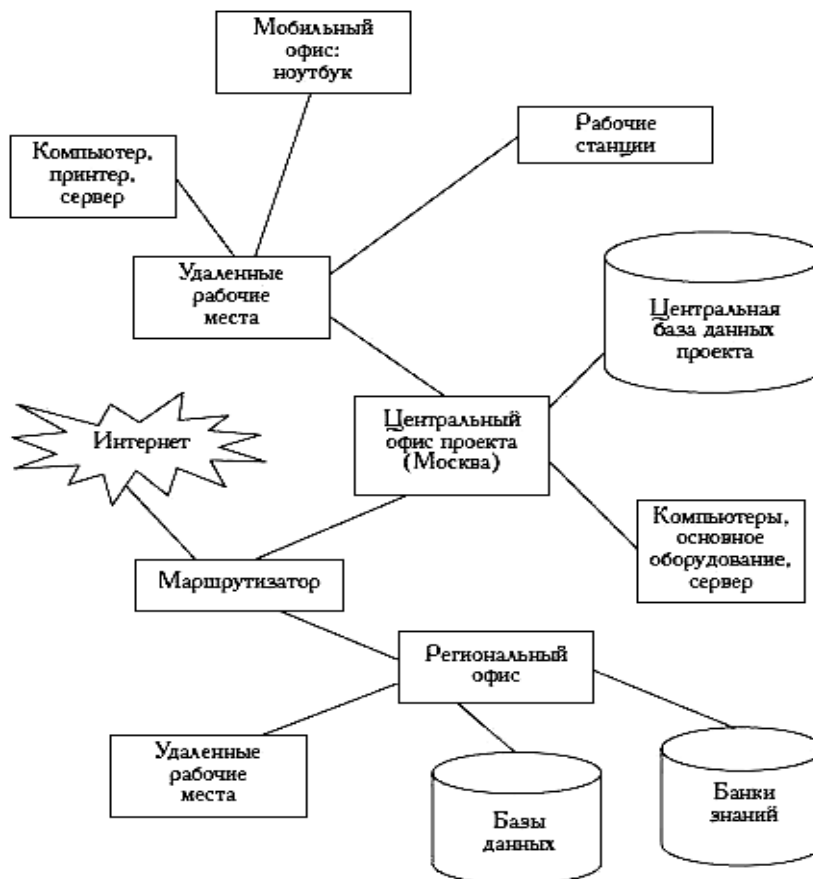 Мобильный
офис:
ноутбук
Рабочие
станции
Компьютер,
принтер,
сервер
Удаленные
рабочие
места
Центральная
база данных
проекта
Интернет
Центральный
офис проекта
(Москва)
Компьютеры,
основное
оборудование,
сервер
Маршрутизатор
Региональный
офис
Удаленные
рабочие
места
Базы
данных
Банки
знаний